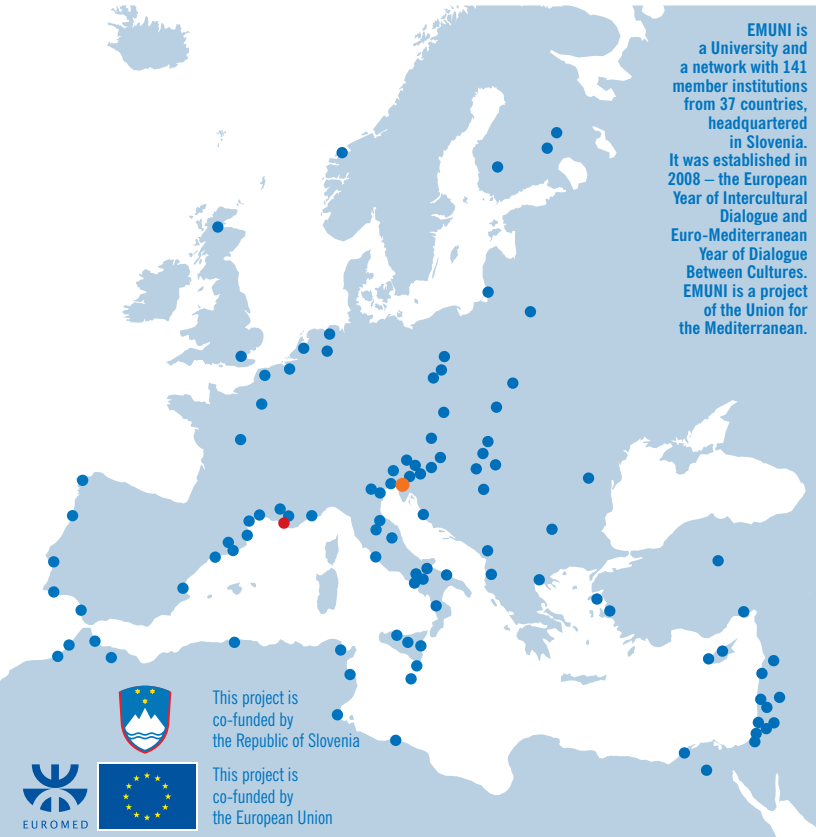 EMUNI is
a University and
a network with 141
member institutions
from 37 countries,
headquartered
in Slovenia.
It was established in
2008 – the European
Year of Intercultural
Dialogue and
Euro-Mediterranean
Year of Dialogue
Between Cultures.
EMUNI is a project
of the Union for
the Mediterranean.
This project is
co-funded by
the Republic of Slovenia
This project is
co-funded by
the European Union
EUROMED